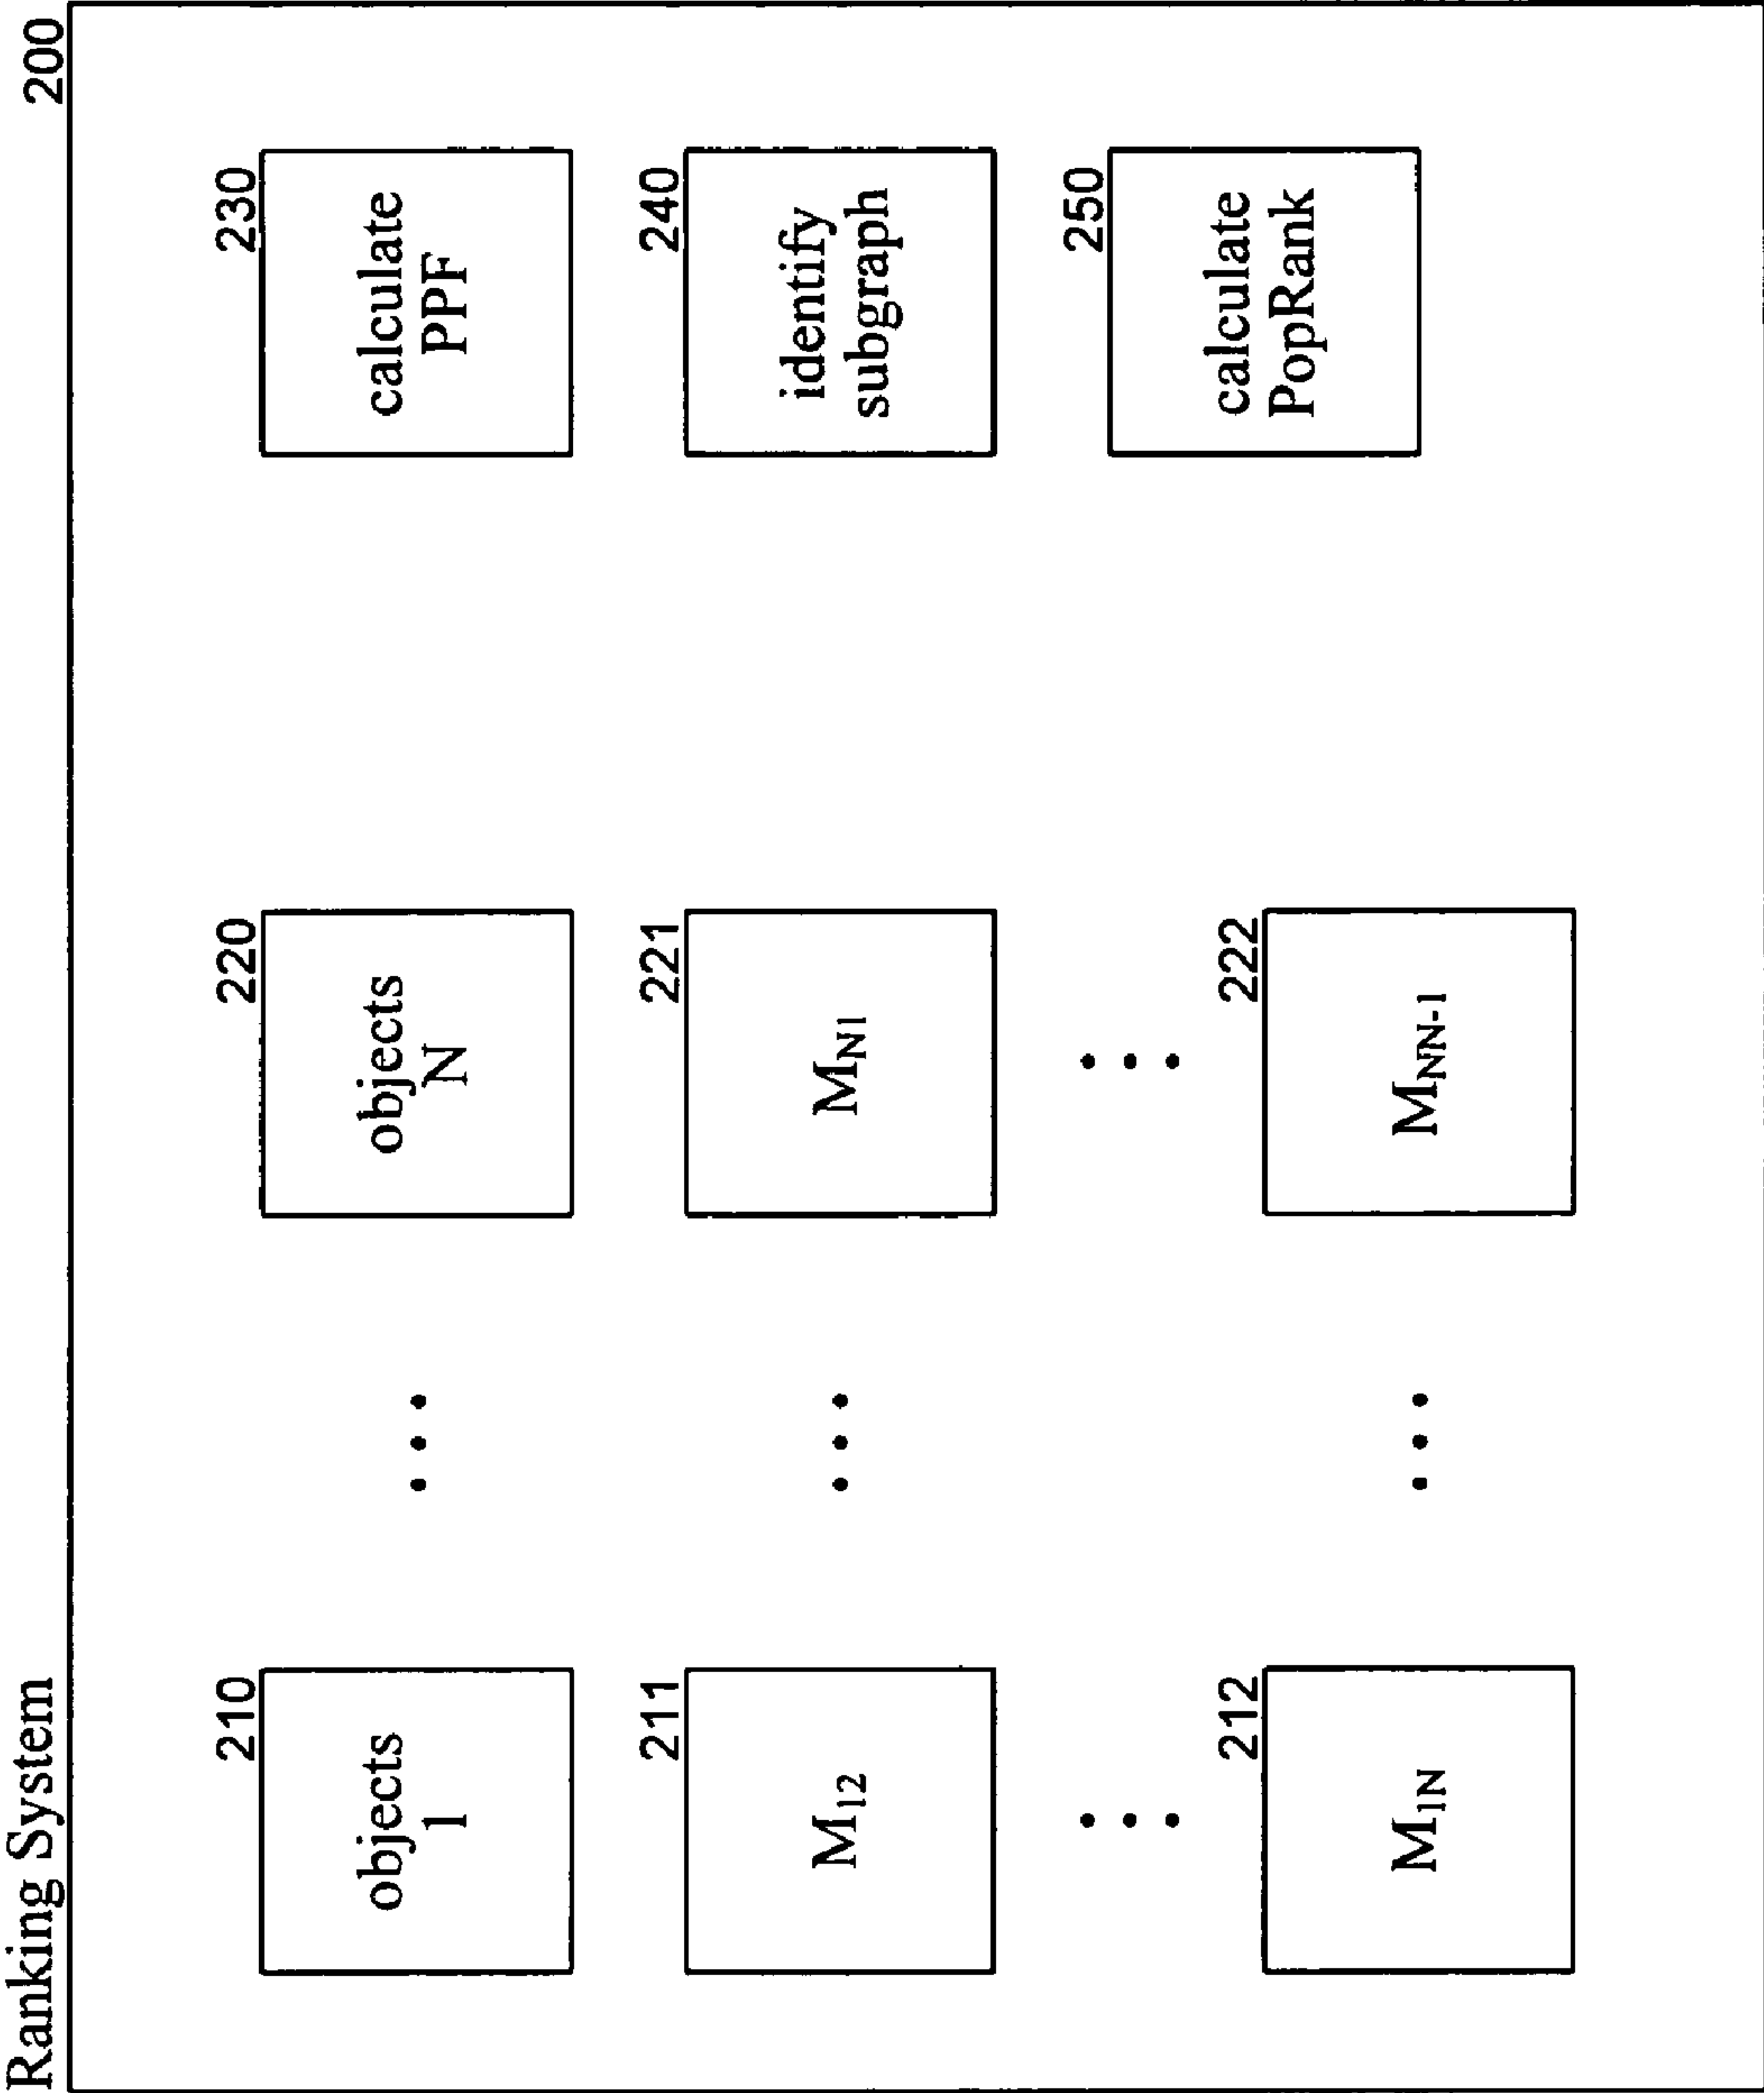 Ranking System
200
210
objects
1
220
objects
N
230
calculate
PPF
211
M12
221
MN1
240
identify
subgraph
250
calculate
PopRank
212
M1N
222
MNN-1